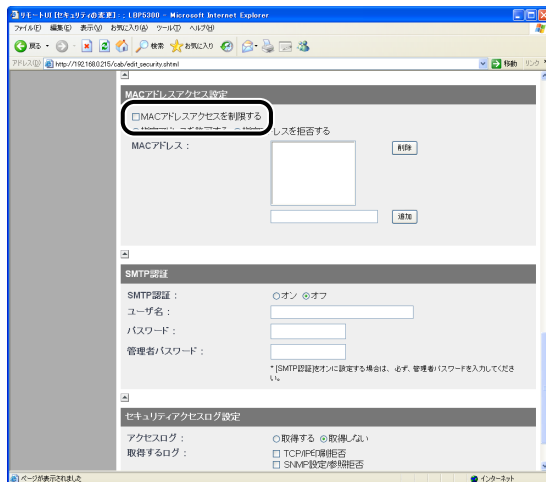 リモートUI [セキュリティの変更] : ; LBP5300 - Microsoft Internet Explorer
ファイル(F) 編集(E) 表示(V) お気に入り(A) ツール(T) ヘルプ(H)
戻る 検索 お気に入り
アドレス(D) http://192.168.0.215/cab/edit_security.shtml 移動 リンク
MACアドレスアクセス設定
MACアドレスアクセスを制限する
レスを拒否する
MACアドレス :
削除
追加
SMTP認証
SMTP認証 : オン オフ
ユーザ名 :
パスワード :
管理者パスワード :
* [SMTP認証]をオンに設定する場合は、必ず、管理者パスワードを入力してくださ
い。
セキュリティアクセスログ設定
アクセスログ : 取得する 取得しない
取得するログ : TCP/IP印刷拒否
SNMP設定/参照拒否
ページが表示されました インターネット